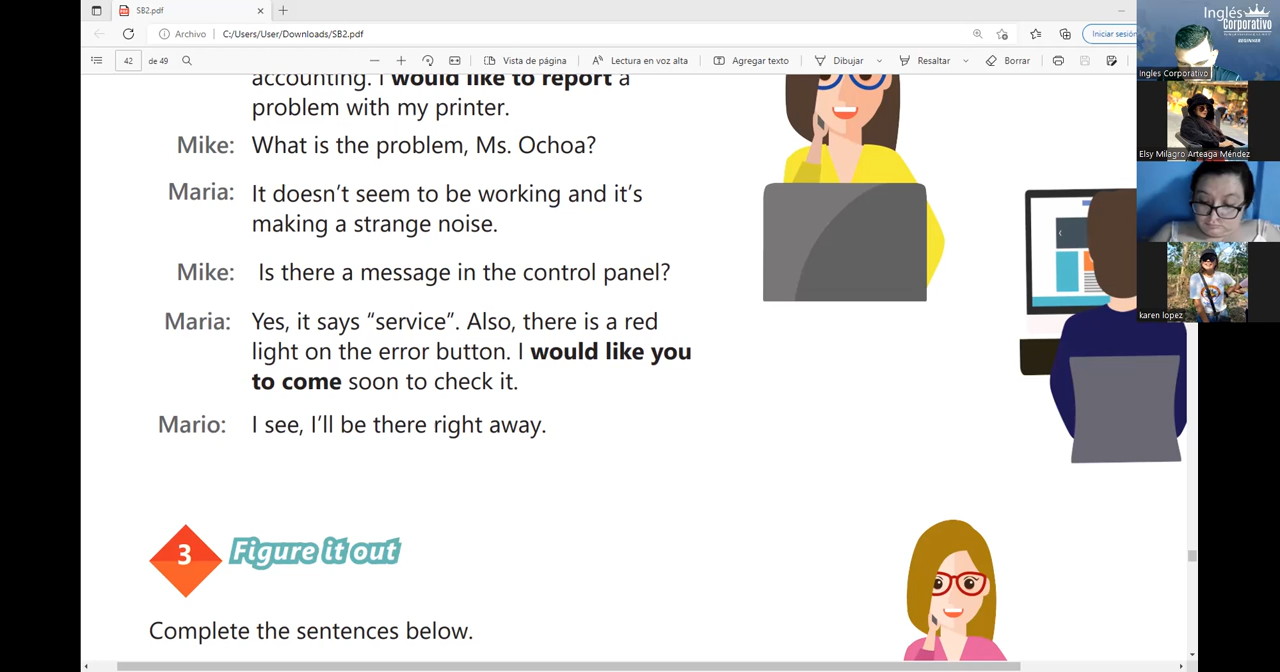 SB2.pdf
Archivo C:/Users/User/Downloads/SB2.pdf Iniciar sesión
42 de 49 Vista de página Lectura en voz alta Agregar texto Dibujar Resaltar Borrar
Inglés
Corporativo
Ingles Corporativo
Elsy Milagro Arteaga Méndez
karen lopez
accounting. I would like to report a
problem with my printer.
Mike: What is the problem, Ms. Ochoa?
Maria: It doesn't seem to be working and it's
making a strange noise.
Mike: Is there a message in the control panel?
Maria: Yes, it says “service”. Also, there is a red
light on the error button. I would like you
to come soon to check it.
Mario: I see, I'll be there right away.
3 Figure it out
Complete the sentences below.